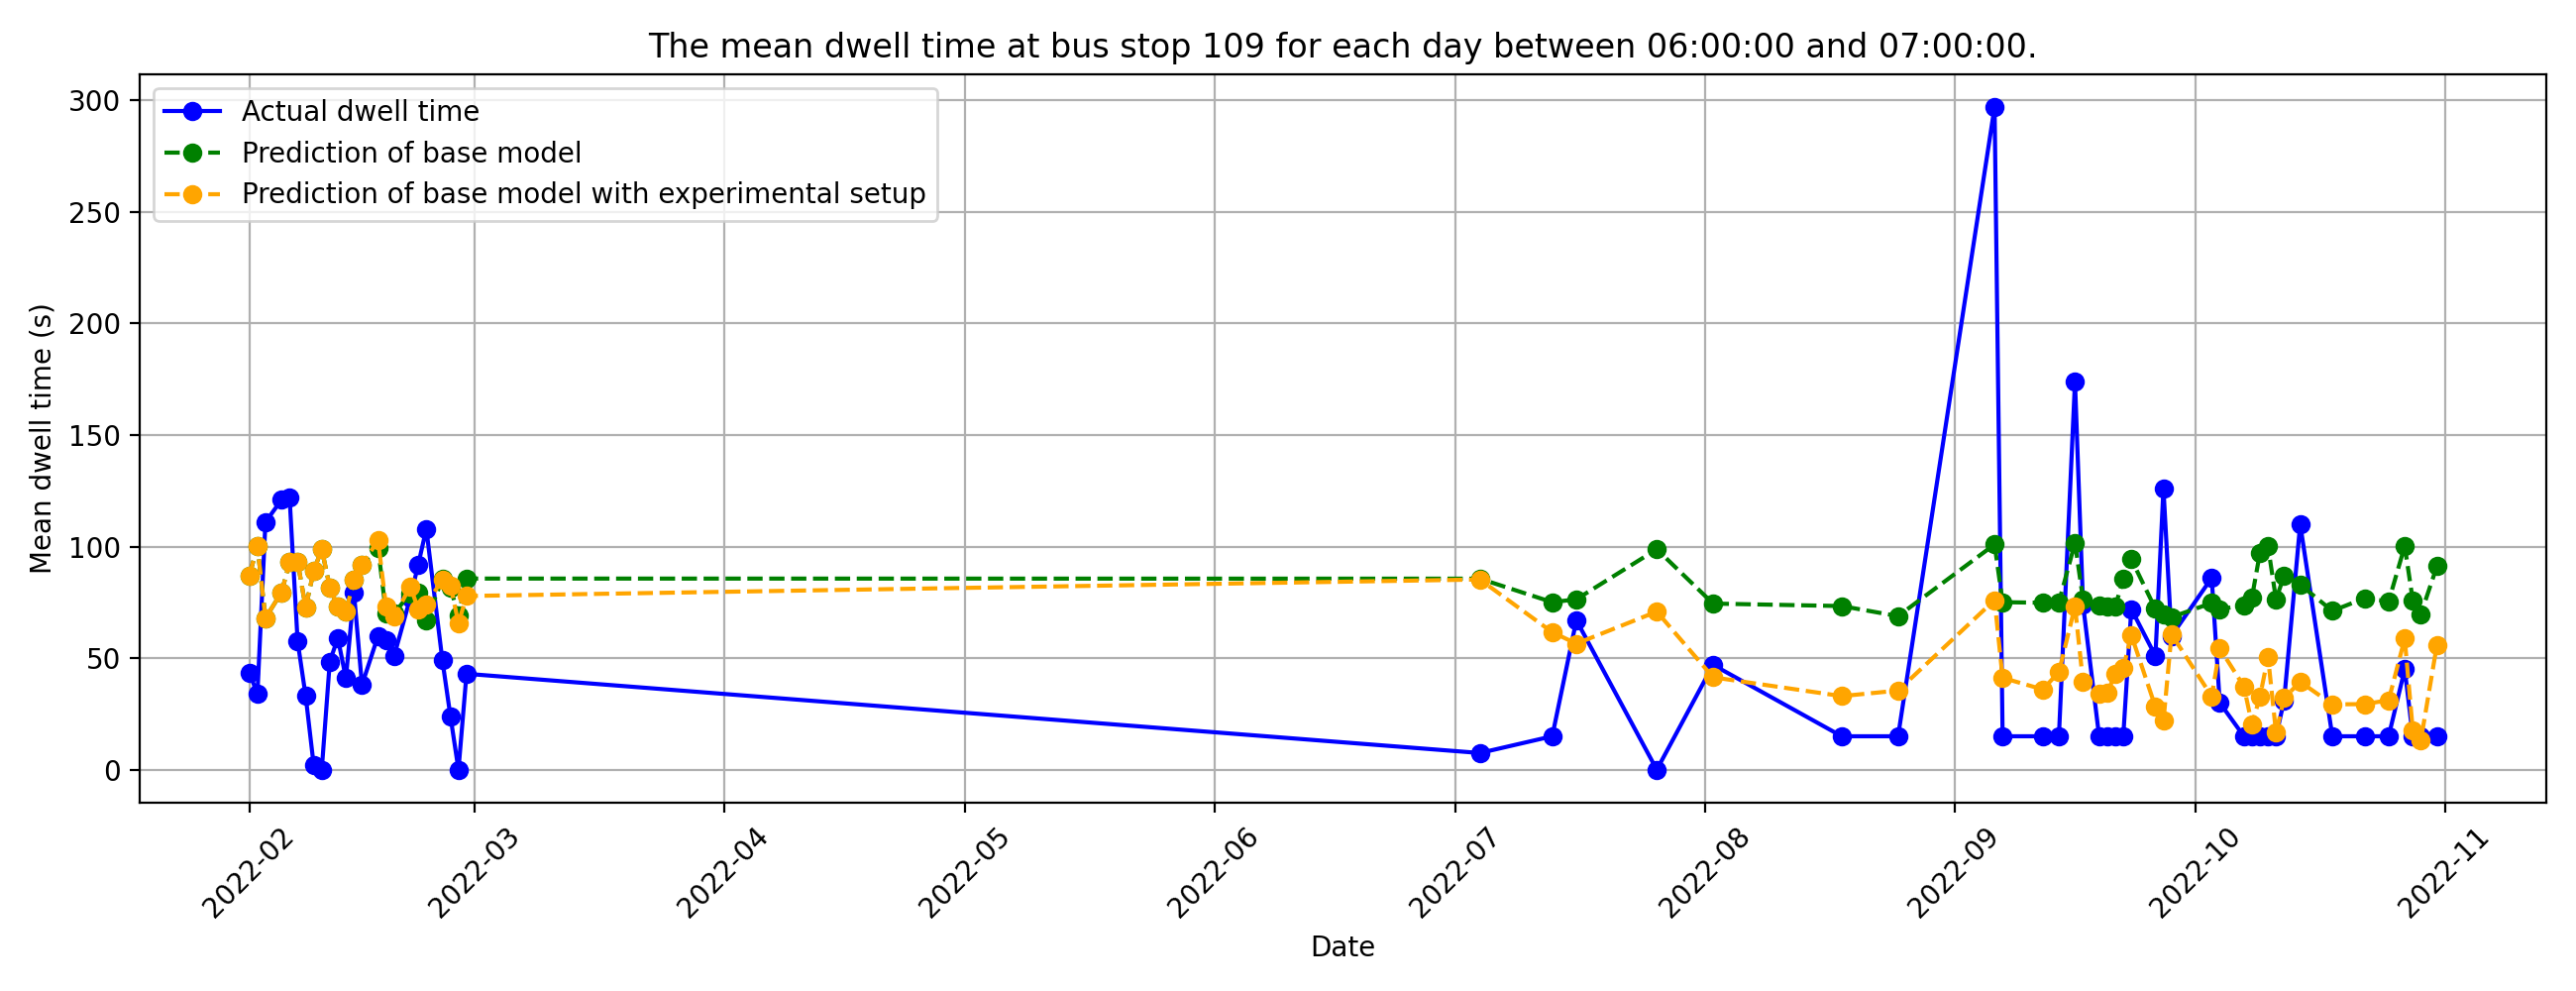 The mean dwell time at bus stop 109 for each day between 06:00:00 and 07:00:00.
Actual dwell time
Prediction of base model
Prediction of base model with experimental setup
Mean dwell time (s)
300
250
200
150
100
50
0
2022-02
2022-03
2022-04
2022-05
2022-06
2022-07
2022-08
2022-09
2022-10
2022-11
Date